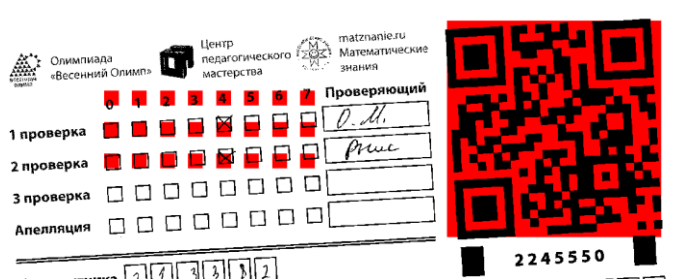 Олимпиада
«Весенний Олимп»
Центр
педагогического
мастерства
matznanie.ru
Математические
знания
0 1 2 3 4 5 6 7 Проверяющий
1 проверка О.М.
2 проверка
3 проверка
Апелляция
2245550